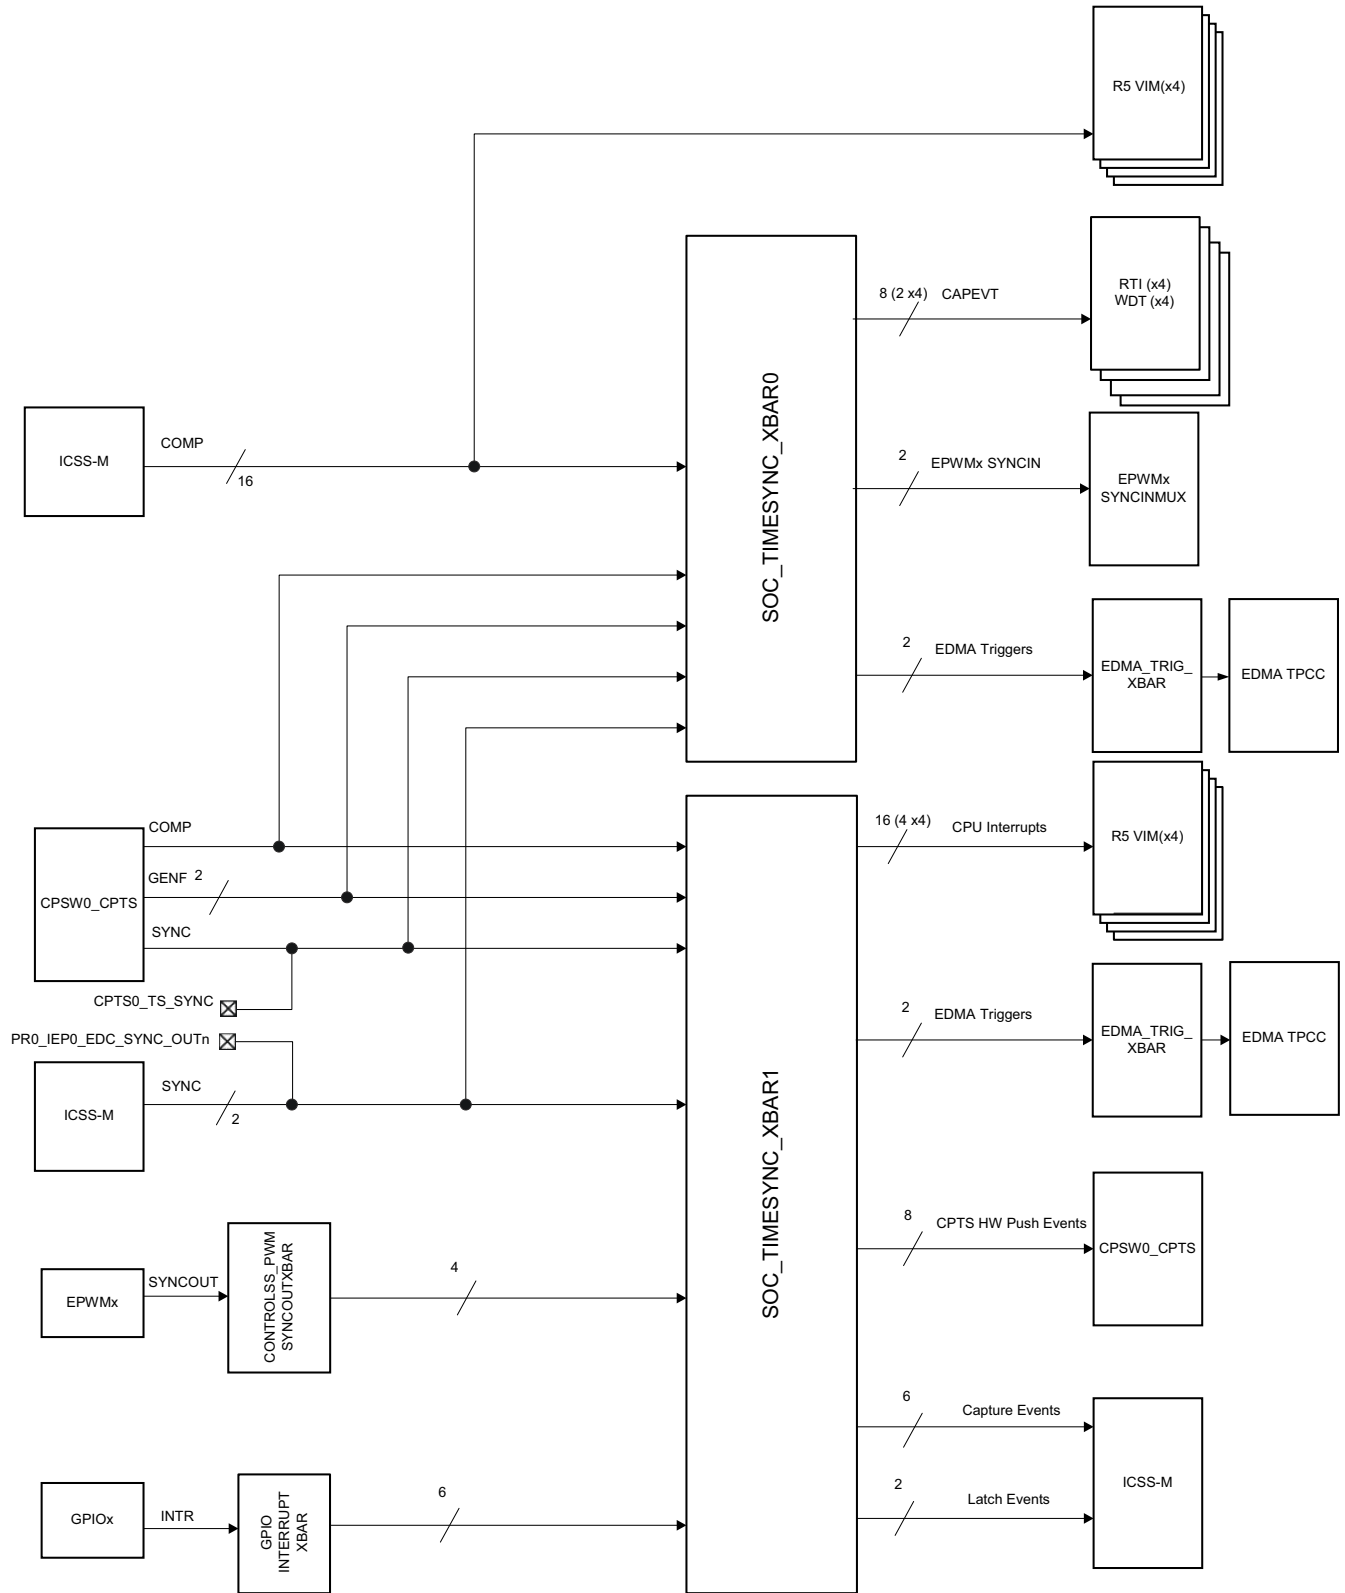 R5 VIM(x4)
8 (2 x4)
CAPEVT
RTI (x4)
WDT (x4)
SOC_TIMESYNC_XBAR0
ICSS-M
COMP
16
2
EPWMx SYNCIN
EPWMx
SYNCINMUX
2
EDMA Triggers
EDMA_TRIG_
XBAR
EDMA TPCC
COMP
GENF
2
CPSW0_CPTS
SYNC
CPTS0_TS_SYNC
PR0_IEP0_EDC_SYNC_OUTn
16 (4 x4)
CPU Interrupts
R5 VIM(x4)
2
EDMA Triggers
EDMA_TRIG_
XBAR
EDMA TPCC
SYNC
ICSS-M
2
SOC_TIMESYNC_XBAR1
8
CPTS HW Push Events
CPSW0_CPTS
EPWMx
SYNCOUT
CONTROLSS_PWM
SYNCOUTXBAR
4
6
Capture Events
ICSS-M
2
Latch Events
GPIOx
INTR
GPIO
INTERRUPT
XBAR
6